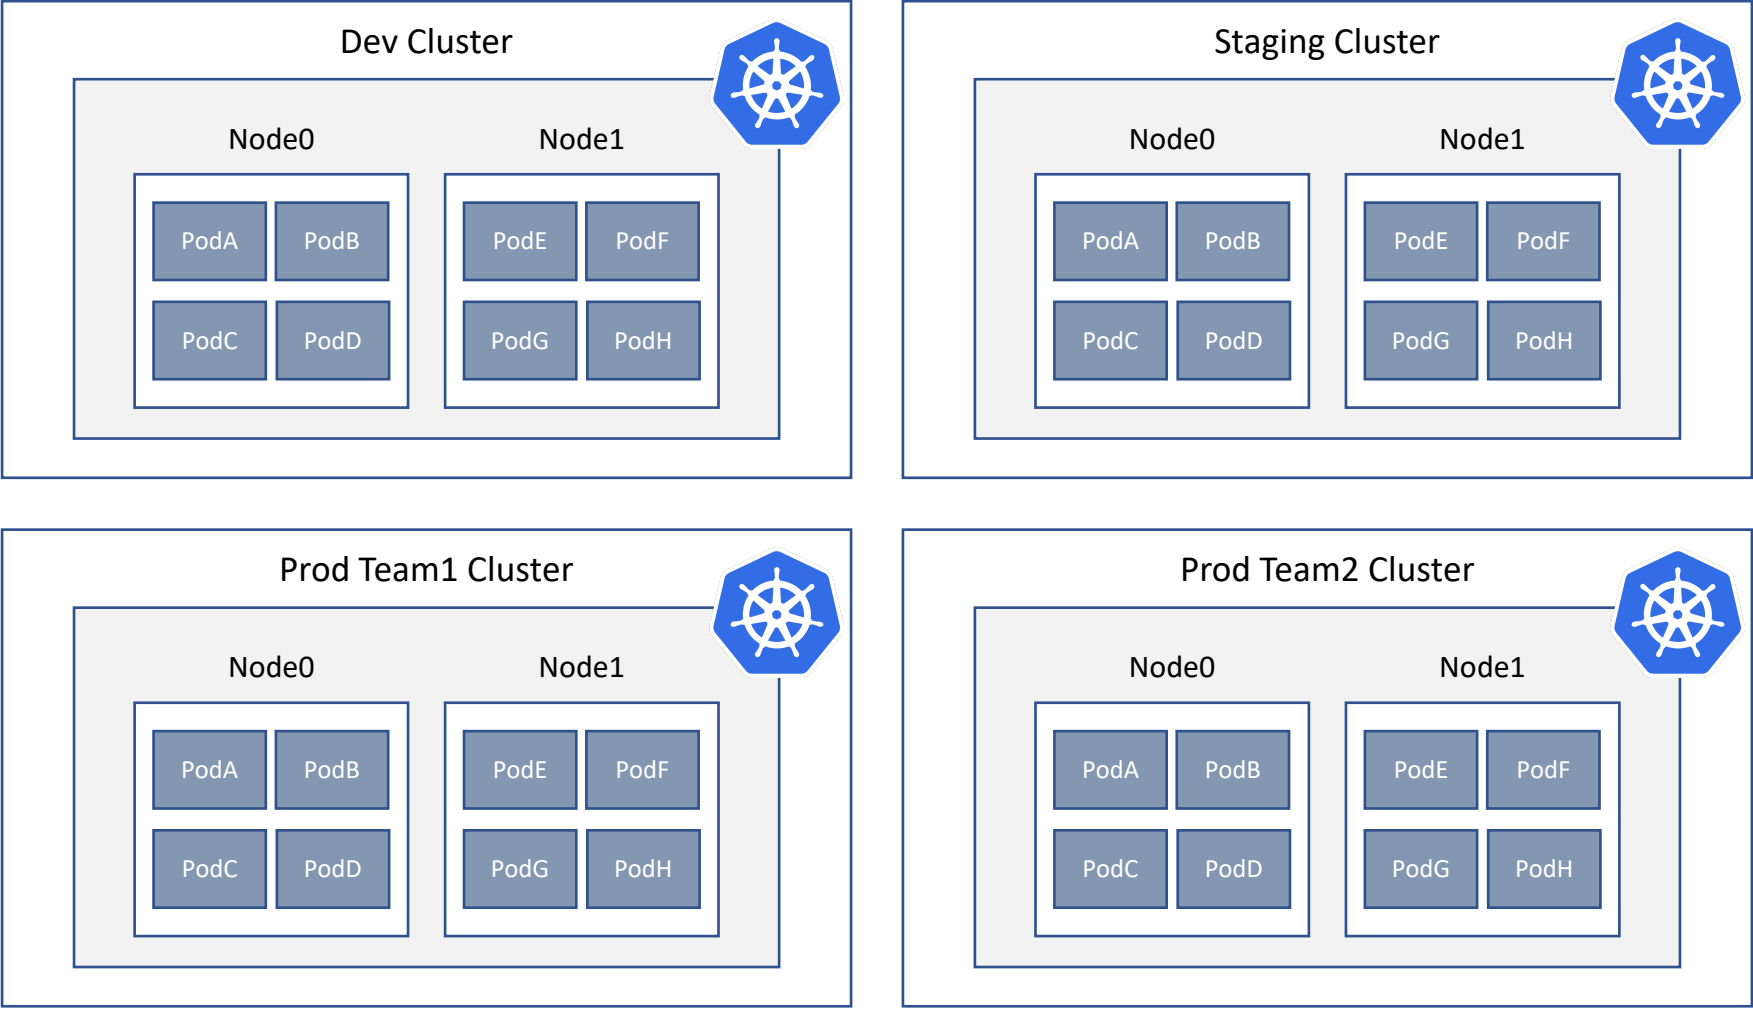 Dev Cluster
Node0 Node1
PodA PodB PodE PodF
PodC PodD PodG PodH
Staging Cluster
Node0 Node1
PodA PodB PodE PodF
PodC PodD PodG PodH
Prod Team1 Cluster
Node0 Node1
PodA PodB PodE PodF
PodC PodD PodG PodH
Prod Team2 Cluster
Node0 Node1
PodA PodB PodE PodF
PodC PodD PodG PodH